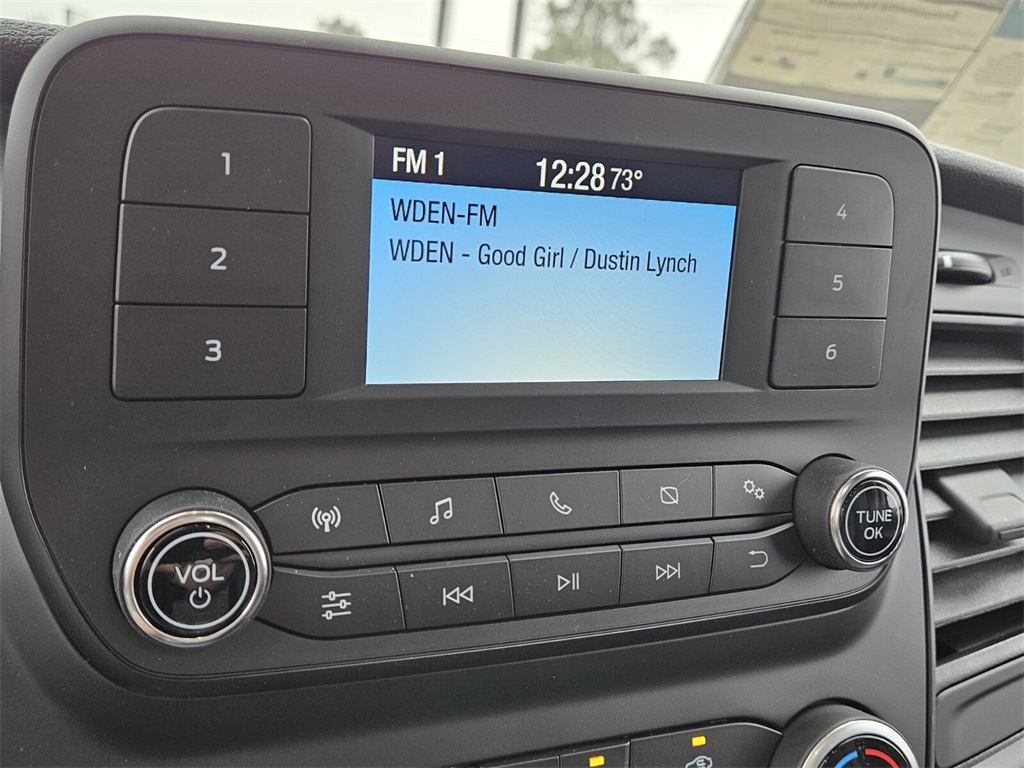 FM 1 12:28 73°
WDEN-FM
WDEN - Good Girl / Dustin Lynch
1
2
3
4
5
6
VOL
TUNE
OK